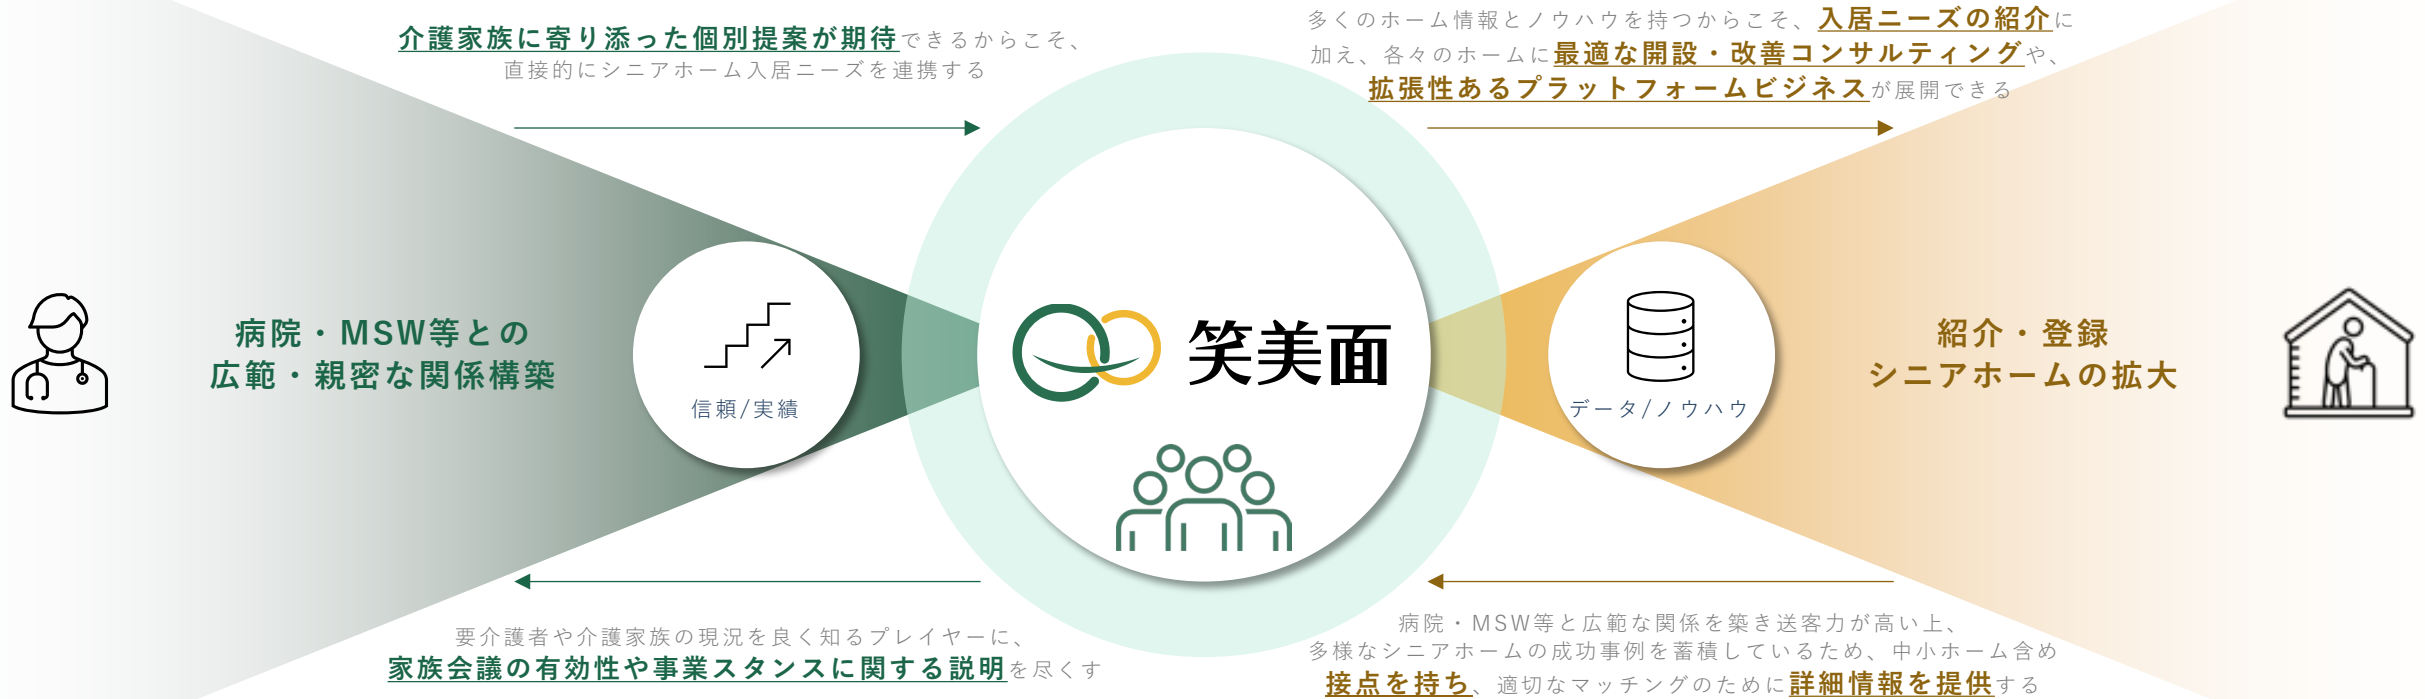 介護家族に寄り添った個別提案が期待できるからこそ、
直接的にシニアホーム入居ニーズを連携する
多くのホーム情報とノウハウを持つからこそ、入居ニーズの紹介に
加え、各々のホームに最適な開設・改善コンサルティングや、
拡張性あるプラットフォームビジネスが展開できる
病院・MSW等との
広範・親密な関係構築
信頼/実績
笑美面
データ/ノウハウ
紹介・登録
シニアホームの拡大
要介護者や介護家族の現況を良く知るプレイヤーに、
家族会議の有効性や事業スタンスに関する説明を尽くす
病院・MSW等と広範な関係を築き送客力が高い上、
多様なシニアホームの成功事例を蓄積しているため、中小ホーム含め
接点を持ち、適切なマッチングのために詳細情報を提供する